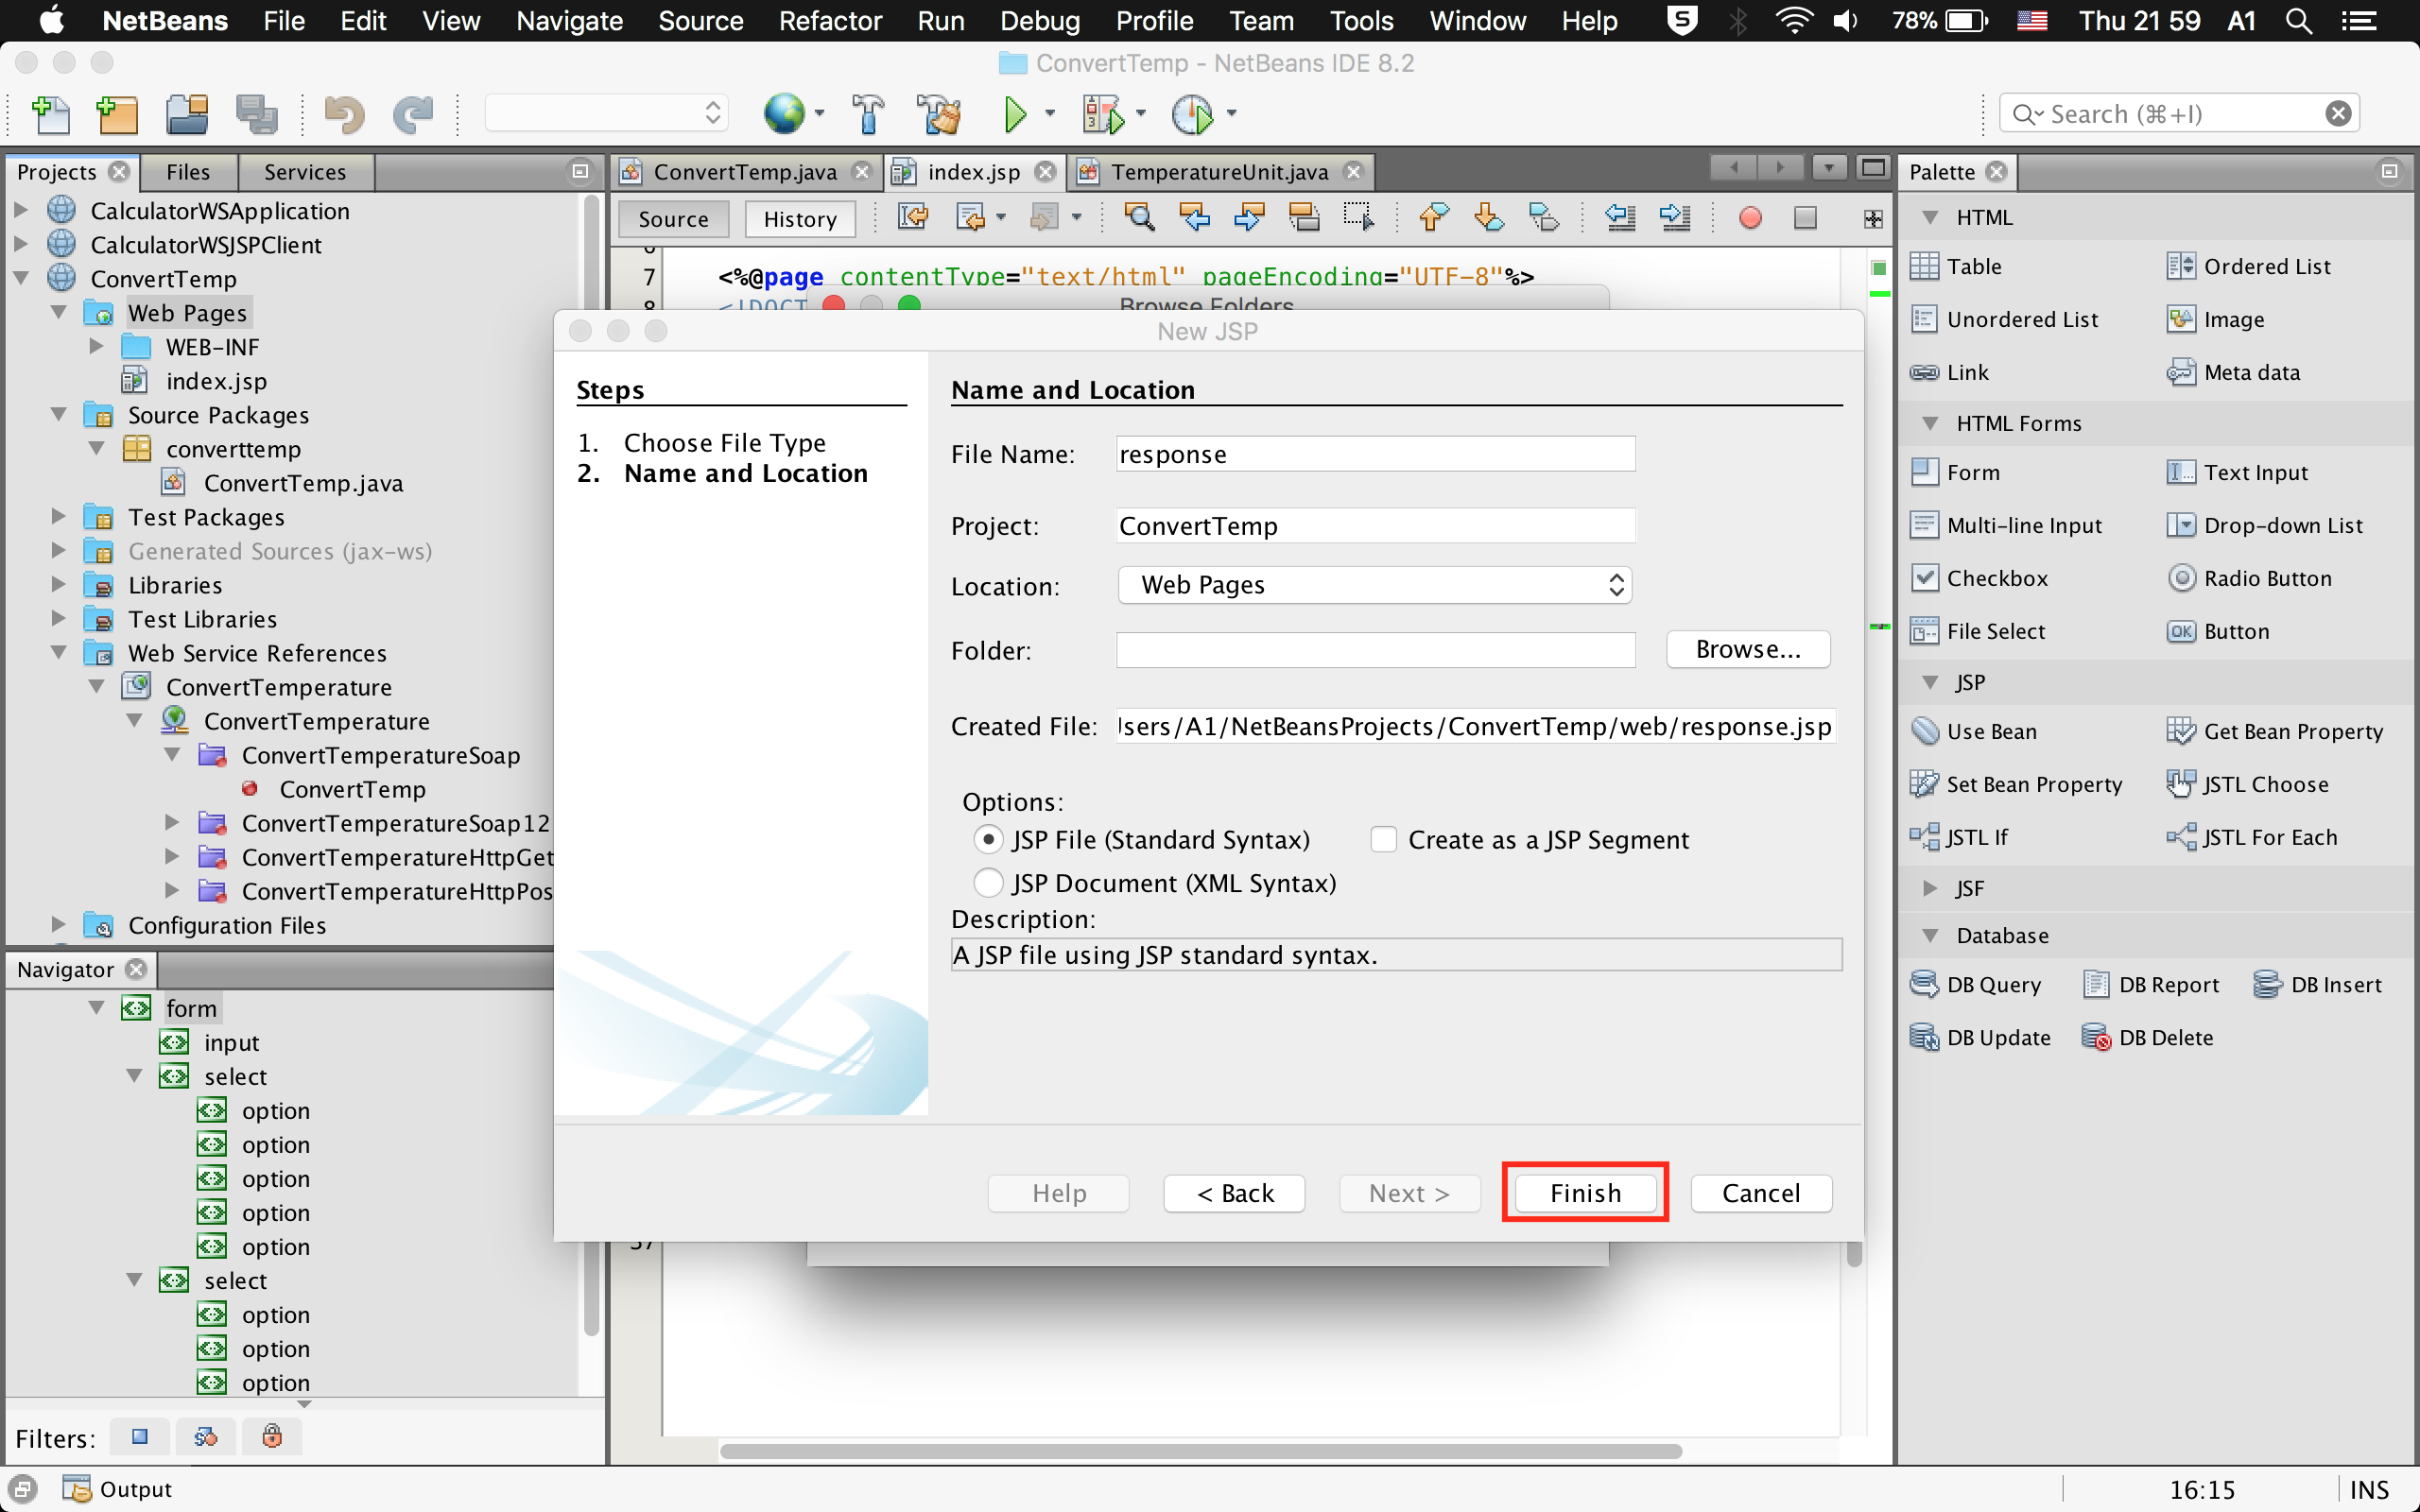 NetBeans File Edit View Navigate Source Refactor Run Debug Profile Team Tools Window Help 78% Thu 21 59 A1
ConvertTemp - NetBeans IDE 8.2
Search (⌘+I)
Projects Files Services
CalculatorWSApplication
CalculatorWSJSPClient
ConvertTemp
Web Pages
WEB-INF
index.jsp
Source Packages
converttemp
ConvertTemp.java
Test Packages
Generated Sources (jax-ws)
Libraries
Test Libraries
Web Service References
ConvertTemperature
ConvertTemperature
ConvertTemperatureSoap
ConvertTemp
ConvertTemperatureSoap12
ConvertTemperatureHttpGet
ConvertTemperatureHttpPos
Configuration Files
Navigator
form
input
select
option
option
option
option
option
select
option
option
option
Filters:
Output
ConvertTemp.java index.jsp TemperatureUnit.java
Source History
7 <%@page contentType="text/html" pageEncoding="UTF-8"%>
8 <!DOCT
Browse Folders
New JSP
Steps
1. Choose File Type
2. Name and Location
Name and Location
File Name: response
Project: ConvertTemp
Location: Web Pages
Folder: Browse...
Created File: Users/A1/NetBeansProjects/ConvertTemp/web/response.jsp
Options:
JSP File (Standard Syntax) Create as a JSP Segment
JSP Document (XML Syntax)
Description:
A JSP file using JSP standard syntax.
Help < Back Next > Finish Cancel
37
Palette
HTML
Table Ordered List
Unordered List Image
Link Meta data
HTML Forms
Form Text Input
Multi-line Input Drop-down List
Checkbox Radio Button
File Select Button
JSP
Use Bean Get Bean Property
Set Bean Property JSTL Choose
JSTL If JSTL For Each
JSF
Database
DB Query DB Report DB Insert
DB Update DB Delete
16:15 INS